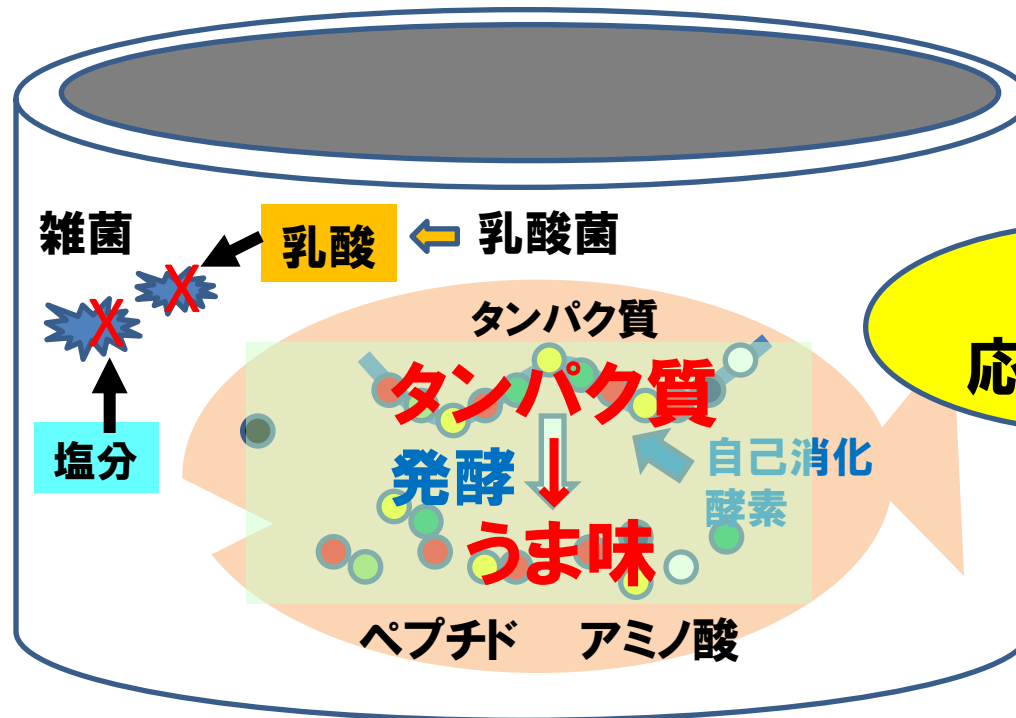 雑菌
乳酸
乳酸菌
タンパク質
タンパク質
応
発酵
自己消化
酵素
塩分
うま味
ペプチド
アミノ酸